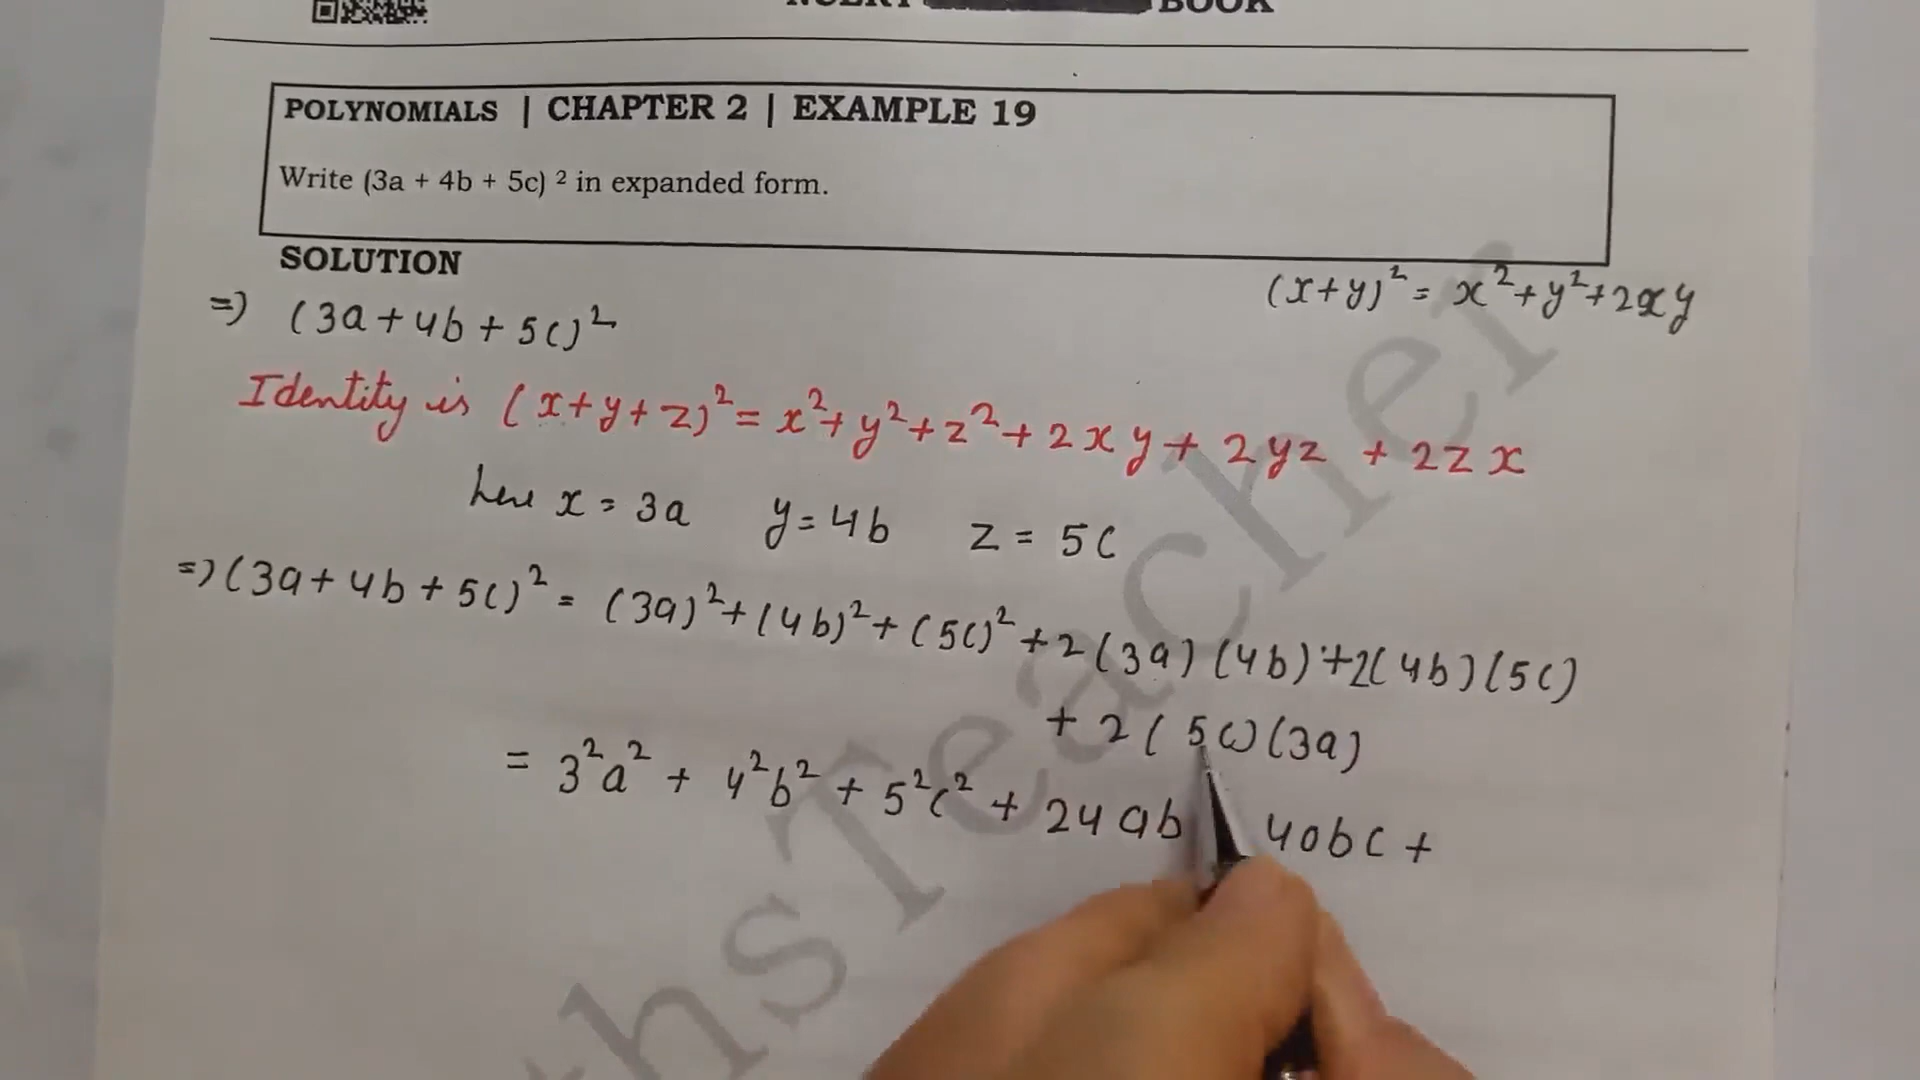 BOOK
POLYNOMIALS | CHAPTER 2 | EXAMPLE 19
Write (3a + 4b + 5c) ² in expanded form.
SOLUTION
(x+y)² = x²+y²+2xy
=) (3a+4b+5c)²
Identity is (x+y+z)² = x²+y²+z²+2xy+2yz+2zx
here x = 3a y = 4b z = 5c
=) (3a+4b+5c)² = (3a)²+(4b)²+(5c)²+2(3a)(4b)+2(4b)(5c)
+ 2(5c)(3a)
= 3²a² + 4²b² + 5²c² + 24ab 40bc +
thsTeacher